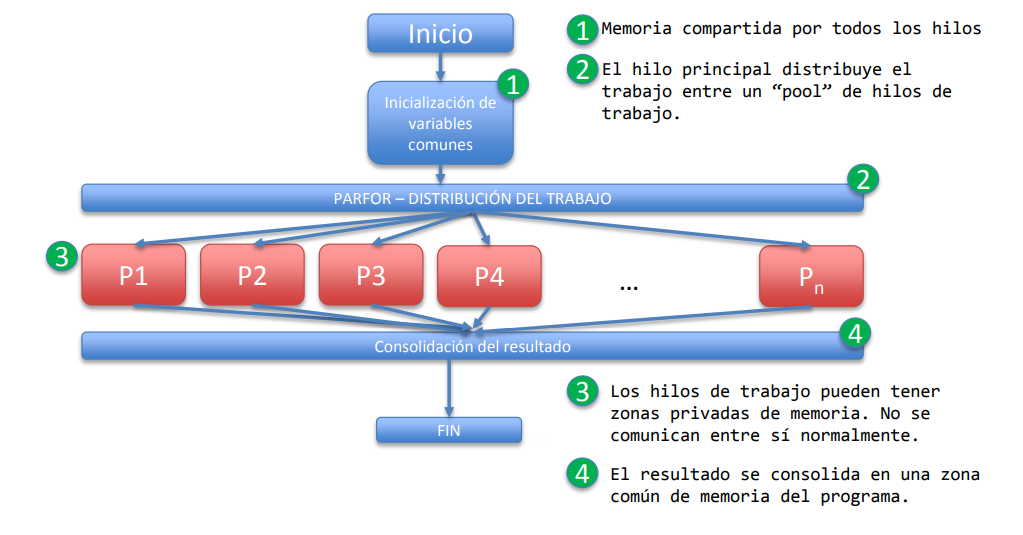 Inicio
1 Memoria compartida por todos los hilos
2 El hilo principal distribuye el
trabajo entre un “pool” de hilos de
trabajo.
1
Inicialización de
variables
comunes
2
PARFOR – DISTRIBUCIÓN DEL TRABAJO
3
P1 P2 P3 P4 ... Pn
4
Consolidación del resultado
FIN
3 Los hilos de trabajo pueden tener
zonas privadas de memoria. No se
comunican entre sí normalmente.
4 El resultado se consolida en una zona
común de memoria del programa.